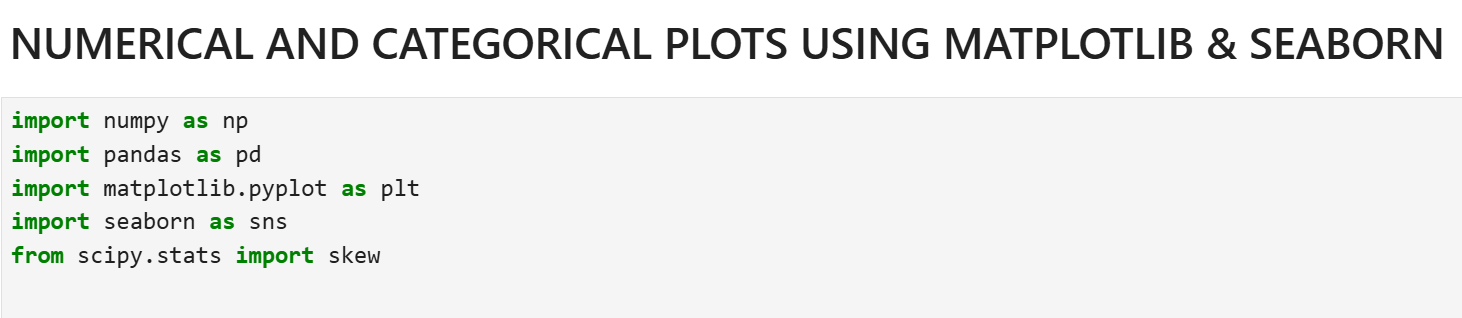 NUMERICAL AND CATEGORICAL PLOTS USING MATPLOTLIB & SEABORN
import numpy as np
import pandas as pd
import matplotlib.pyplot as plt
import seaborn as sns
from scipy.stats import skew